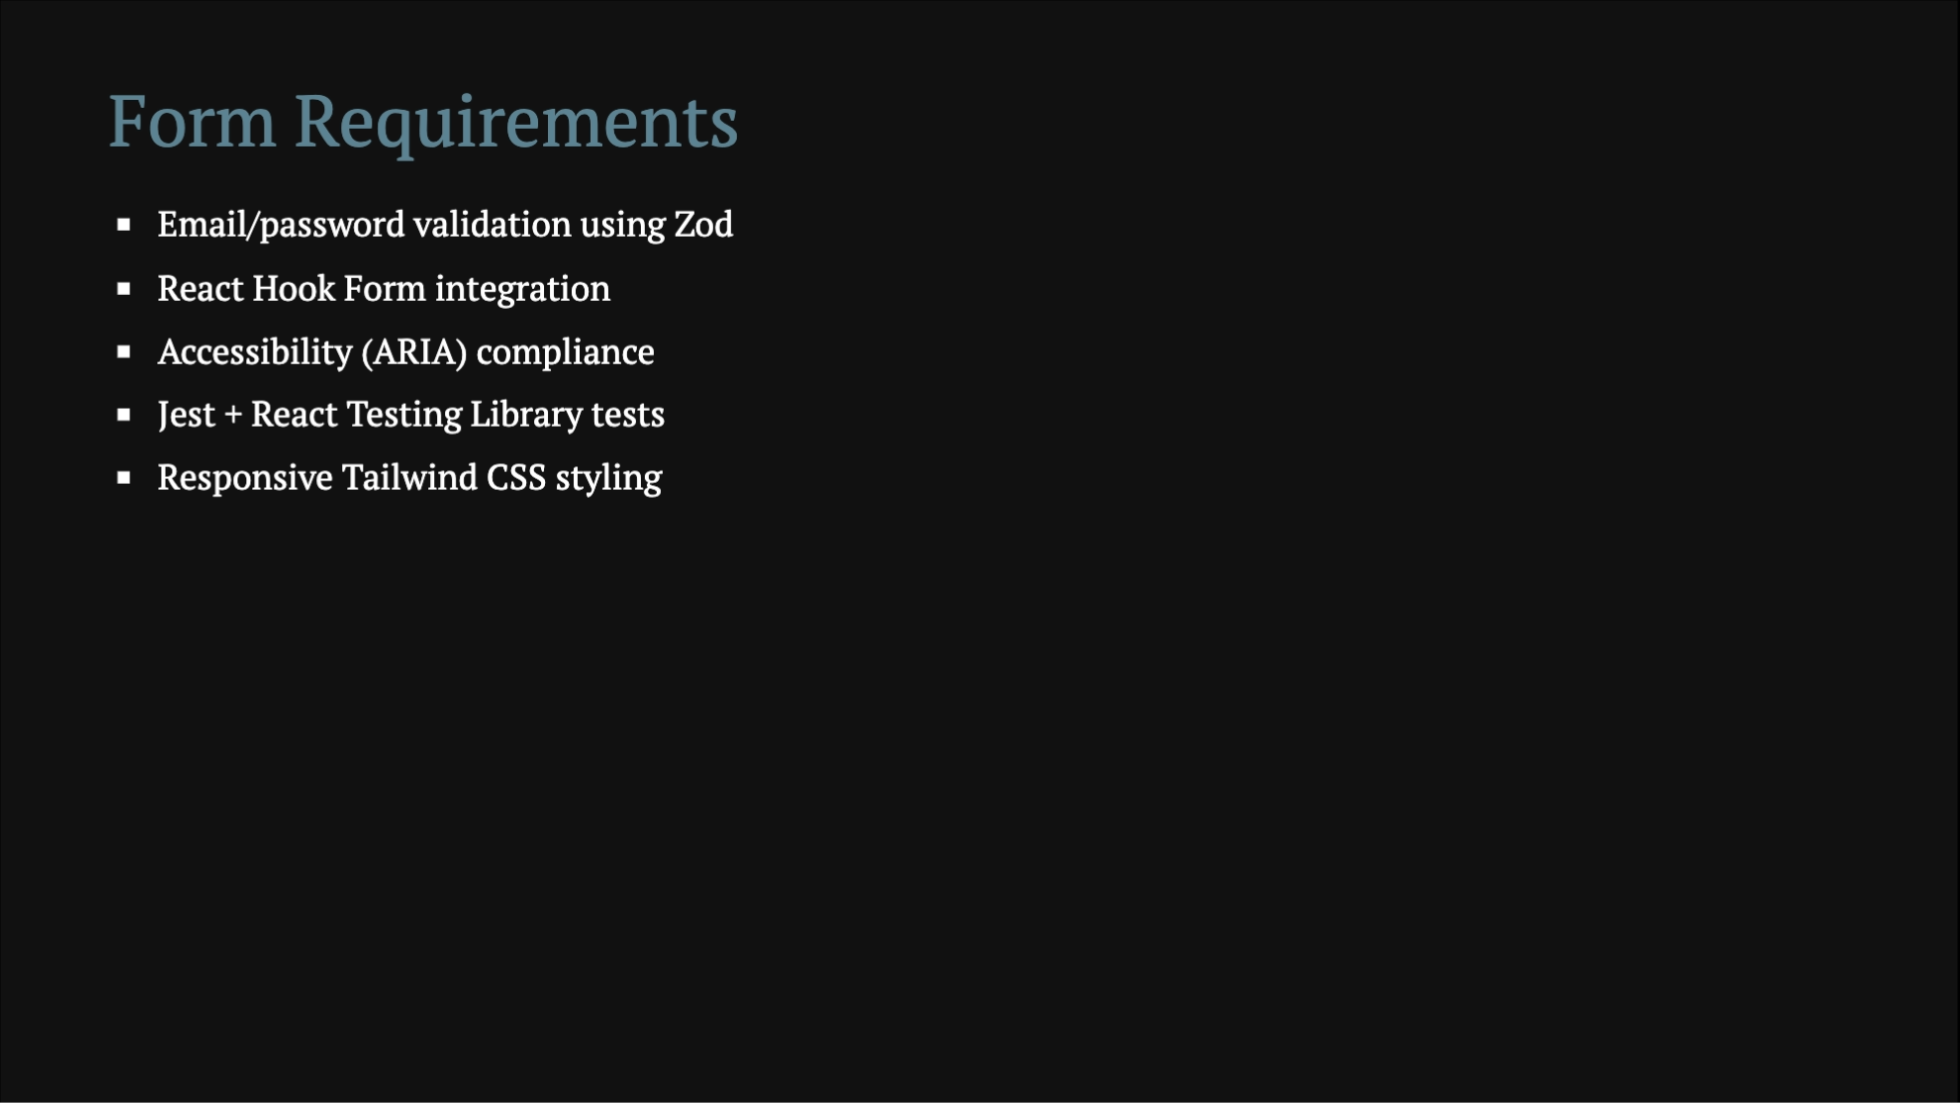 Form Requirements
▪ Email/password validation using Zod
▪ React Hook Form integration
▪ Accessibility (ARIA) compliance
▪ Jest + React Testing Library tests
▪ Responsive Tailwind CSS styling